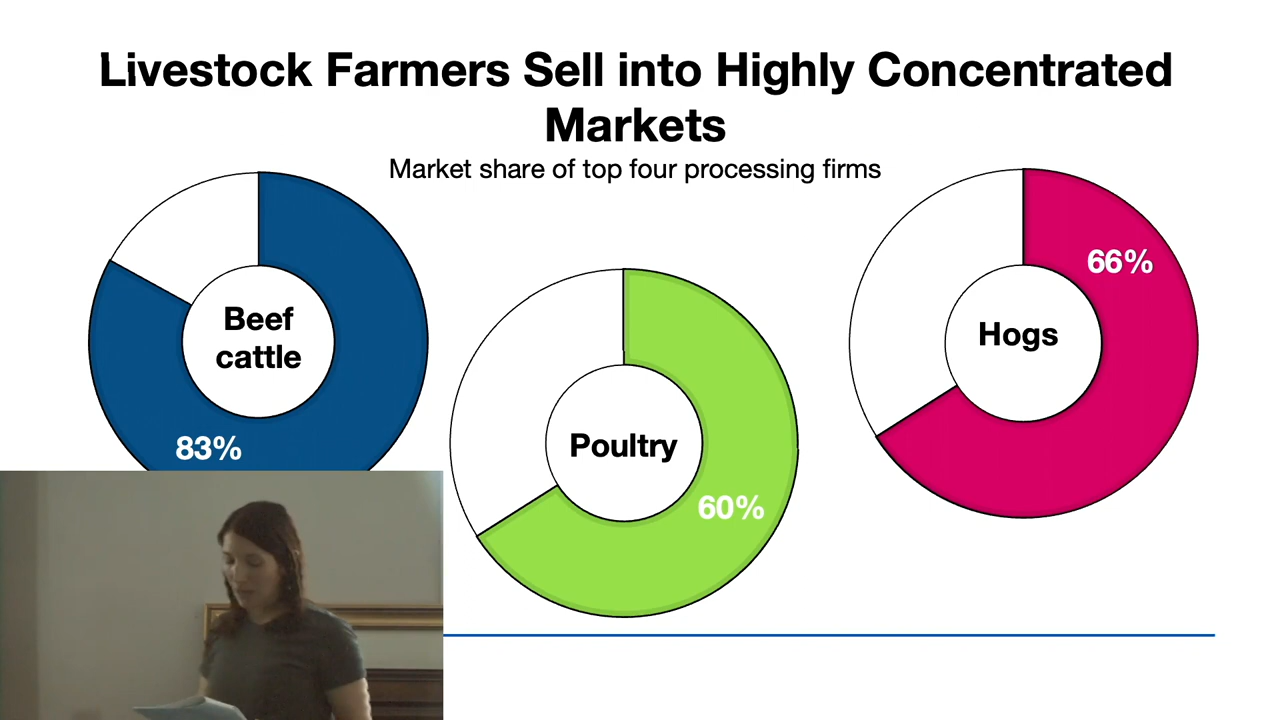 Livestock Farmers Sell into Highly Concentrated
Markets
Market share of top four processing firms
Beef
cattle
83%
Poultry
60%
Hogs
66%